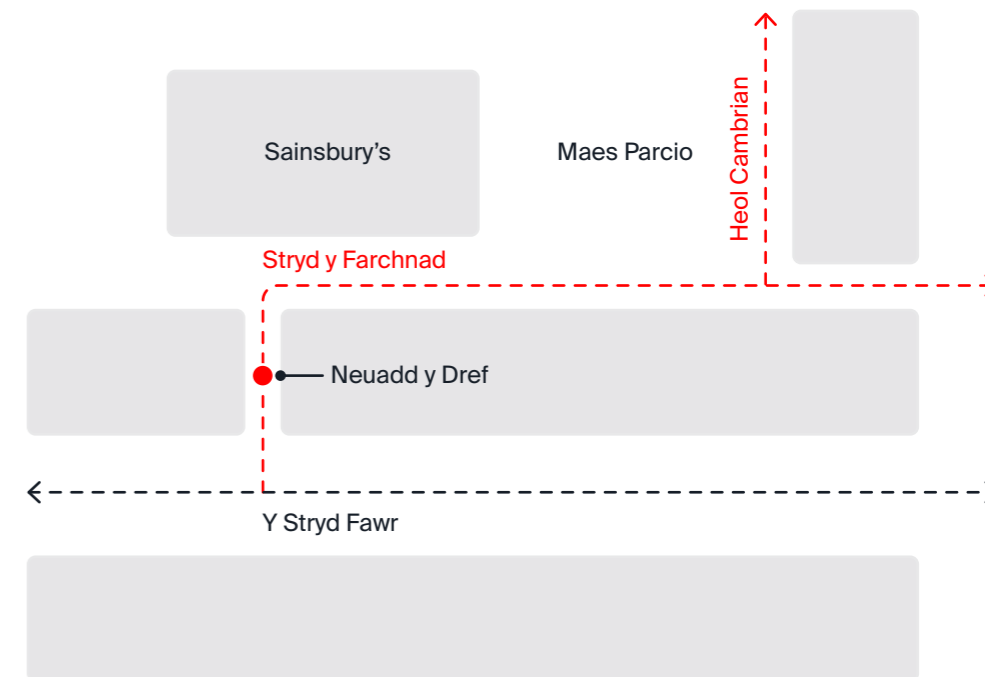 Sainsbury’s
Maes Parcio
Heol Cambrian
Stryd y Farchnad
Neuadd y Dref
Y Stryd Fawr